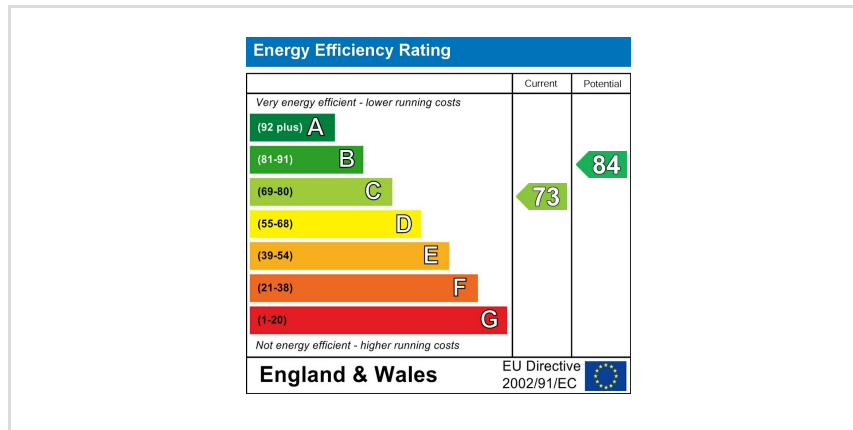 Energy Efficiency Rating
Current Potential
Very energy efficient - lower running costs
(92 plus) A
(81-91) B
84
(69-80) C
73
(55-68) D
(39-54) E
(21-38) F
(1-20) G
Not energy efficient - higher running costs
England & Wales
EU Directive
2002/91/EC